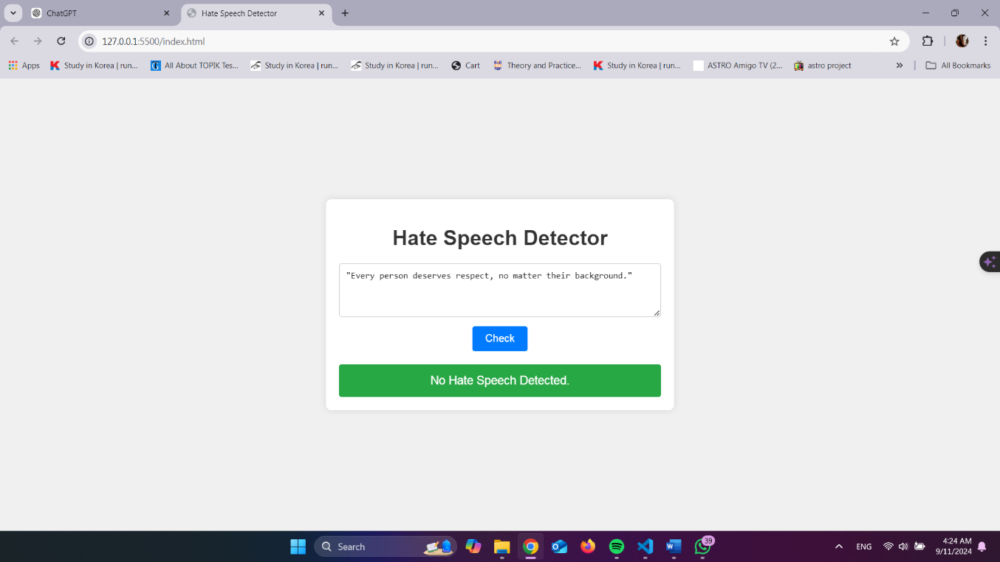 ChatGPT
Hate Speech Detector
127.0.0.1:5500/index.html
Apps
Study in Korea | run...
All About TOPIK Tes...
Study in Korea | run...
Study in Korea | run...
Cart
Theory and Practice...
Study in Korea | run...
ASTRO Amigo TV (2...
astro project
»
All Bookmarks
Hate Speech Detector
"Every person deserves respect, no matter their background."
Check
No Hate Speech Detected.
Search
39
ENG
4:24 AM
9/11/2024